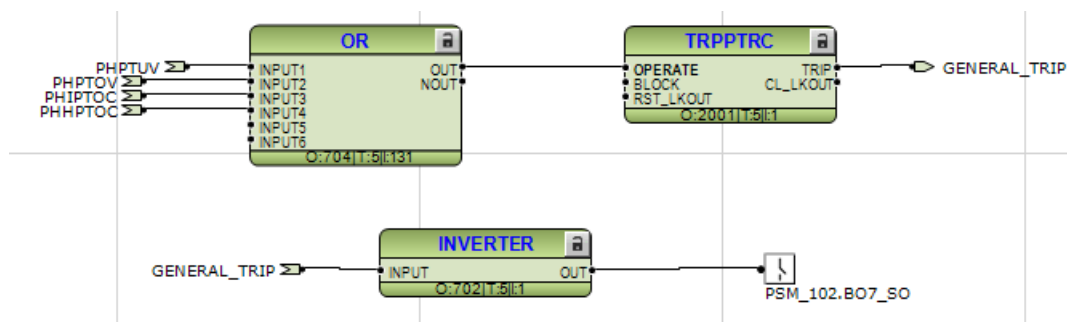 OR
PHPTUV
PHPTOV
PHIPTOC
PHHPTOC
INPUT1
INPUT2
INPUT3
INPUT4
INPUT5
INPUT6
OUT
NOUT
O:704|T:5|I:131
TRPPTRC
OPERATE
BLOCK
RST_LKOUT
TRIP
CL_LKOUT
O:2001|T:5|I:1
GENERAL_TRIP
INVERTER
GENERAL_TRIP
INPUT
OUT
O:702|T:5|I:1
PSM_102.BO7_SO